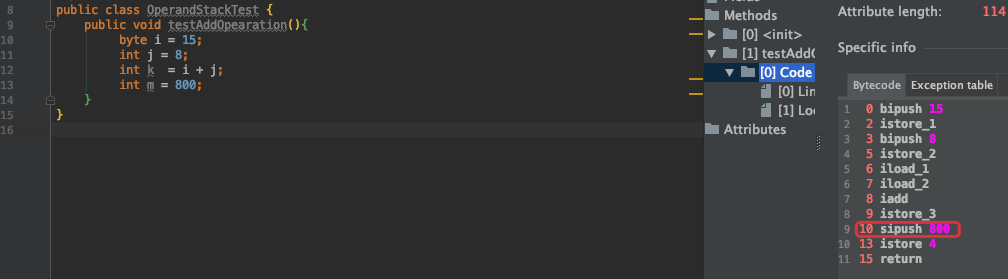 8 public class OperandStackTest {
9 public void testAddOpearation(){
10 byte i = 15;
11 int j = 8;
12 int k = i + j;
13 int m = 800;
14 }
15 }
16
Methods
[0] <init>
[1] testAdd
[0] Code
[0] Lin
[1] Loc
Attributes
Attribute length: 114
Specific info
Bytecode Exception table
1 0 bipush 15
2 2 istore_1
3 3 bipush 8
4 5 istore_2
5 6 iload_1
6 7 iload_2
7 8 iadd
8 9 istore_3
9 10 sipush 800
10 13 istore 4
11 15 return